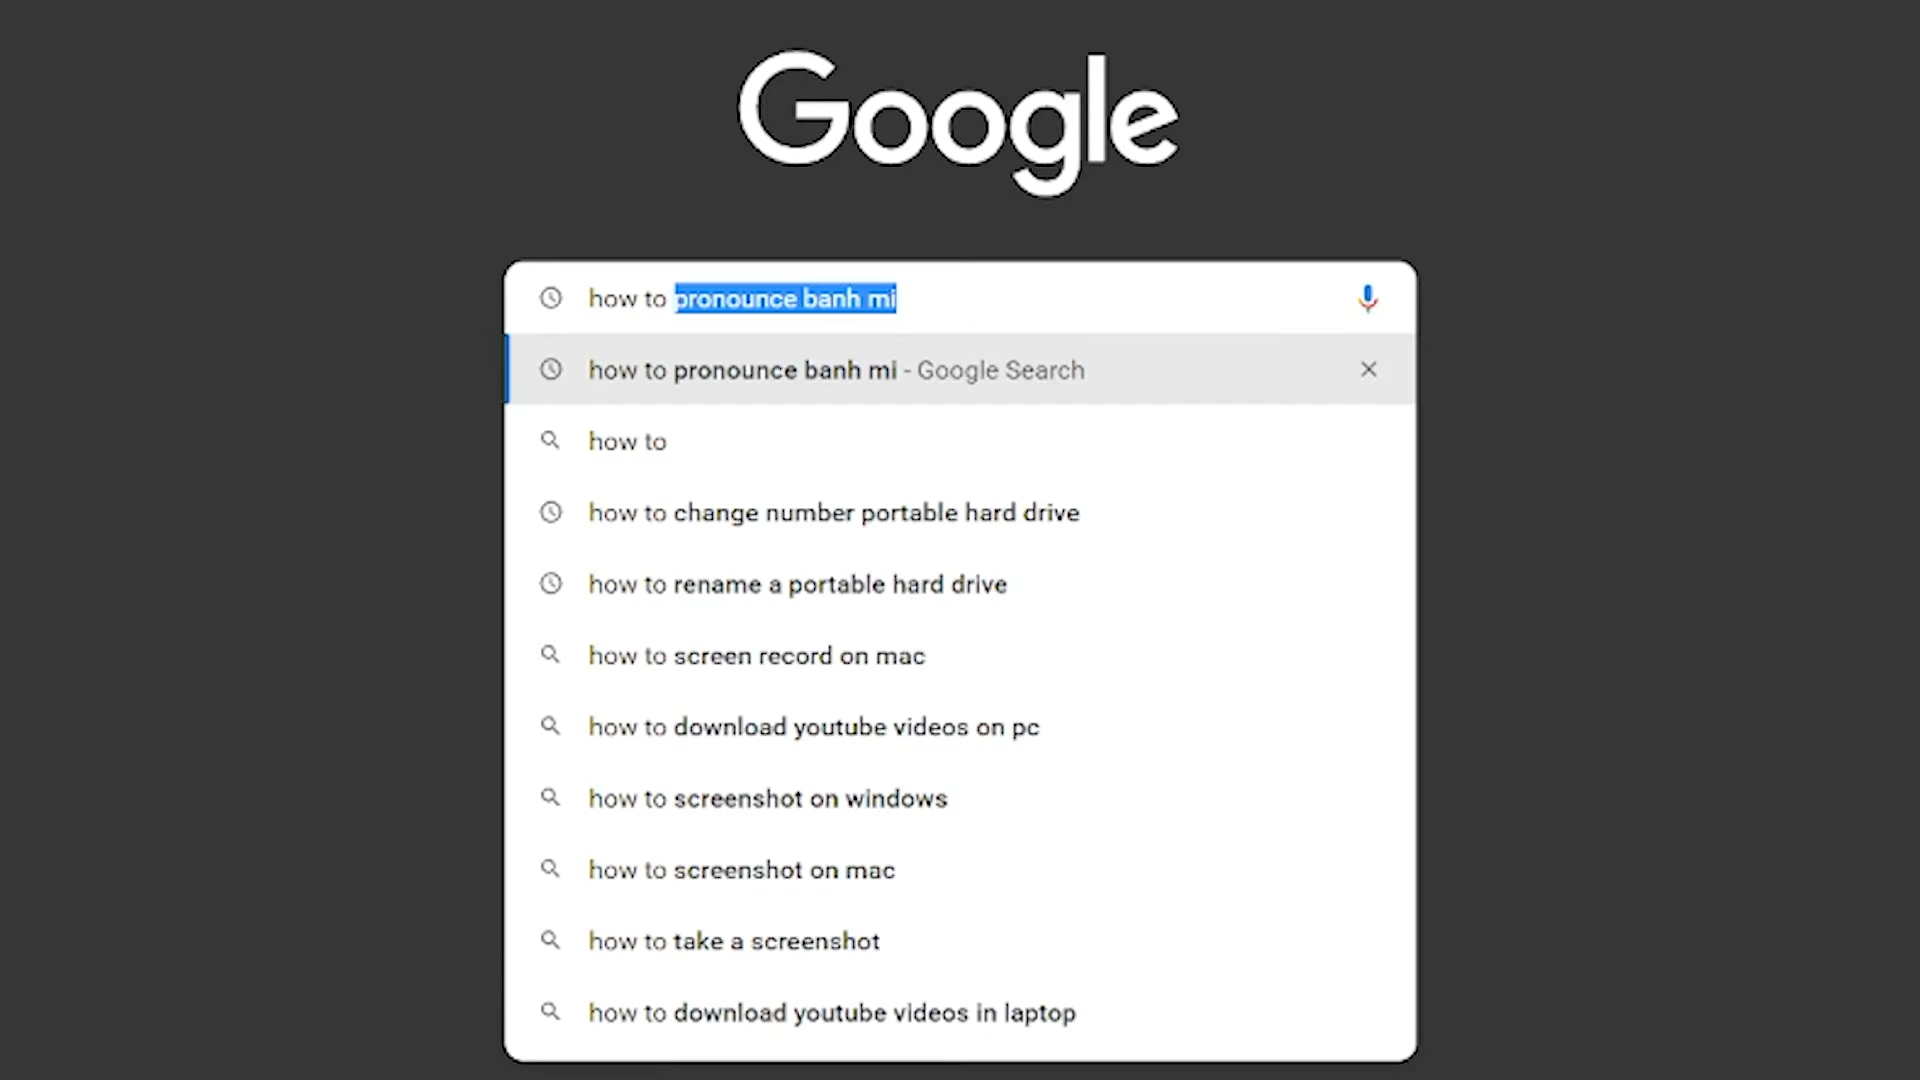 Google
how to pronounce banh mi
how to pronounce banh mi - Google Search
how to
how to change number portable hard drive
how to rename a portable hard drive
how to screen record on mac
how to download youtube videos on pc
how to screenshot on windows
how to screenshot on mac
how to take a screenshot
how to download youtube videos in laptop